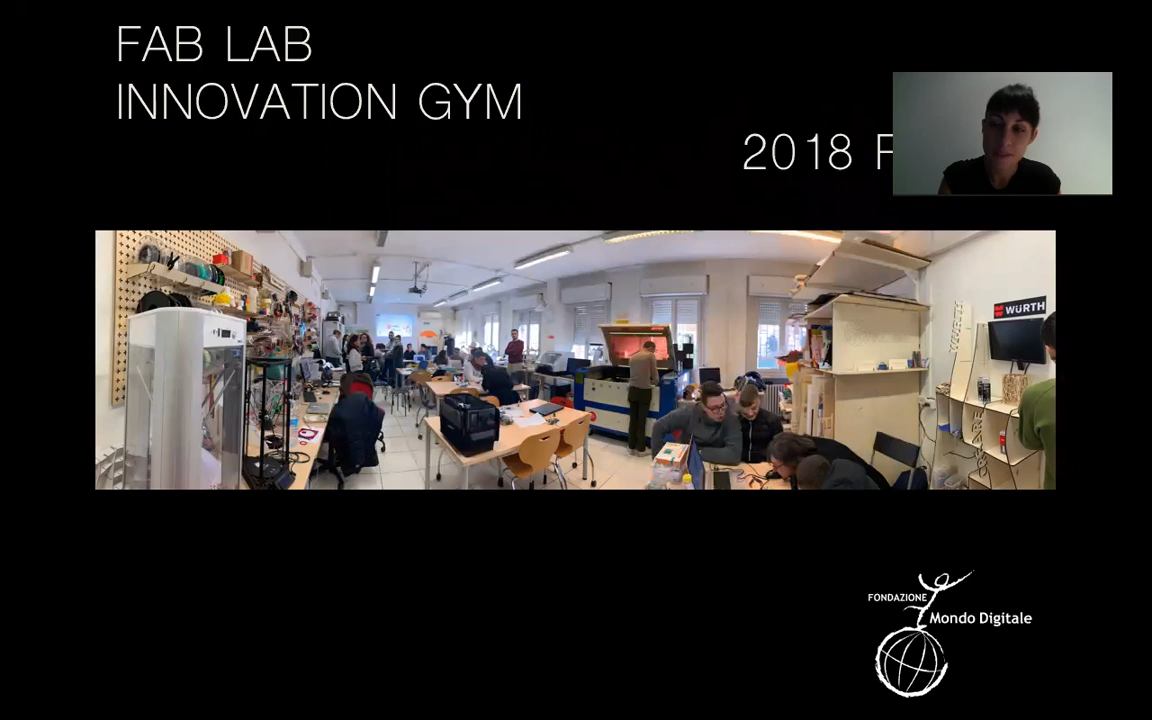 FAB LAB
INNOVATION GYM
2018
WÜRTH
FONDAZIONE
Mondo Digitale